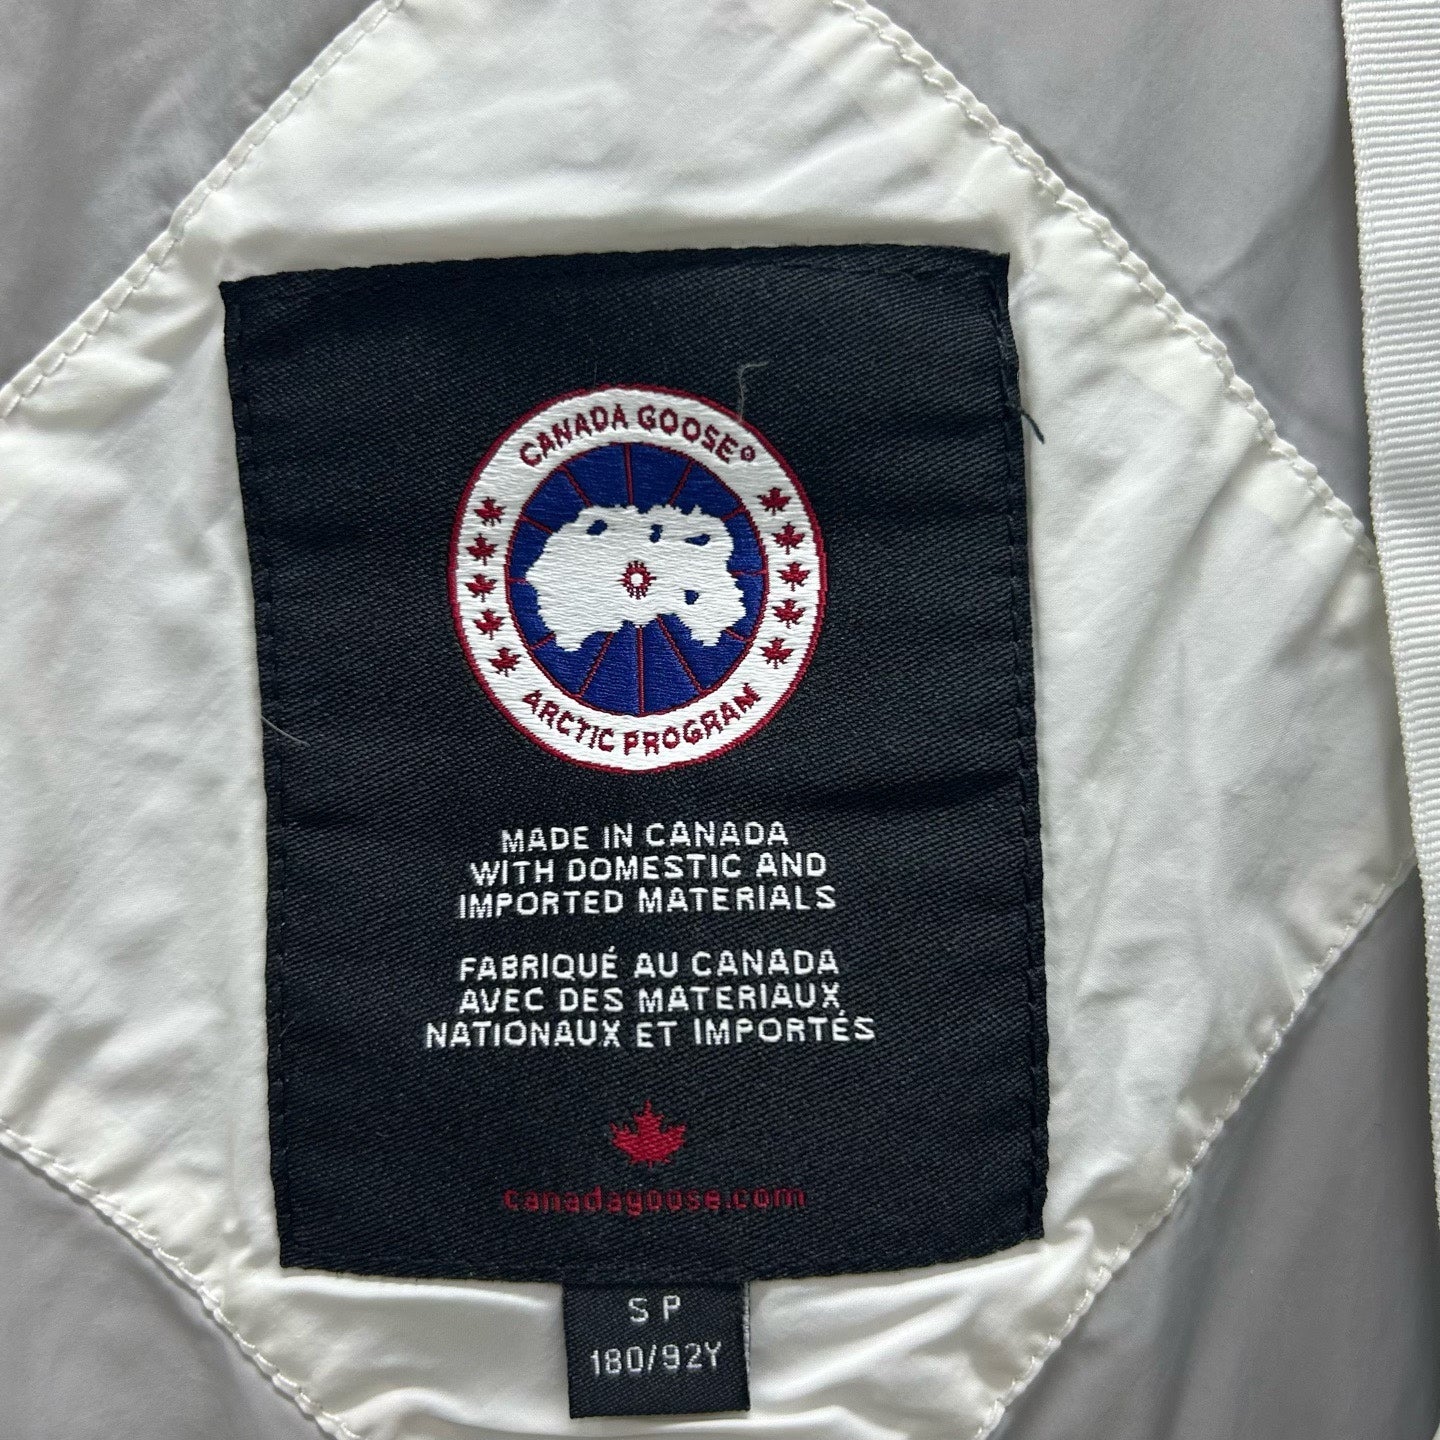 CANADA GOOSE®
ARCTIC PROGRAM
MADE IN CANADA
WITH DOMESTIC AND
IMPORTED MATERIALS
FABRIQUÉ AU CANADA
AVEC DES MATERIAUX
NATIONAUX ET IMPORTÉS
canadagoose.com
S P
180/92Y